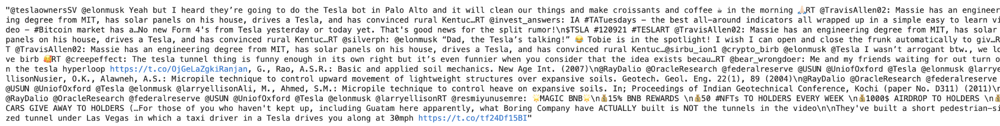 "@teslaownersSV @elonmusk Yeah but I heard they’re going to do the Tesla bot in Palo Alto and it will clean our things and make croissants and coffee ☕️ in the morning 🙏🏻RT @TravisAllen02: Massie has an engineer
ing degree from MIT, has solar panels on his house, drives a Tesla, and has convinced rural Kentuc…RT @invest_answers: IA #TATuesdays – the best all-around indicators all wrapped up in a simple easy to learn vi
deo – #Bitcoin market has a…No new Form 4's from Tesla yesterday or today yet. That's good news for the split rumor!\n$TSLA #120921 #TESLART @TravisAllen02: Massie has an engineering degree from MIT, has solar
panels on his house, drives a Tesla, and has convinced rural Kentuc…RT @silverph: @elonmusk “Dad, the Tesla’s talking!” 😂 Tobie is in the spotlight! I wish I can open and close the frunk automatically to giv…R
T @TravisAllen02: Massie has an engineering degree from MIT, has solar panels on his house, drives a Tesla, and has convinced rural Kentuc…@sirbu_ion1 @crypto_birb @elonmusk @Tesla I wasn’t arrogant btw., we lo
ve birb 🥰RT @creepeffect: The tesla tunnel thing is funny enough in its own right but it’s even funnier when you consider that the idea exists becau…RT @bear_wrongdoer: Me and my friends waiting for out turn o
n the tesla hyperloop https://t.co/OjGeLaZgkiRanjan, G., Rao, A.S.R.: Basic and applied soil mechanics. New Age Int. (2007)\n@RayDalio @OracleResearch @federalreserve @USUN @UniofOxford @Tesla @elonmusk @larrye
llisonNusier, O.K., Alawneh, A.S.: Micropile technique to control upward movement of lightweight structures over expansive soils. Geotech. Geol. Eng. 22(1), 89 (2004)\n@RayDalio @OracleResearch @federalreserve
@USUN @UniofOxford @Tesla @elonmusk @larryellisonAli, M., Ahmed, S.M.: Micropile technique to control heave on expansive soils. In; Proceedings of Indian Geotechnical Conference, Kochi (paper No. D311) (2011)\n
@RayDalio @OracleResearch @federalreserve @USUN @UniofOxford @Tesla @elonmusk @larryellisonRT @resmiyunusemre: 🌟MAGIC BNB🌟\n💰15% BNB REWARDS \n💰50 #NFTs TO HOLDERS EVERY WEEK \n💰1000$ AIRDROP TO HOLDERS \n💰
CARS GIVE AWAY TO HOLDERS (…For those of you who haven't kept up, including Guatam here apparently, what Boring Company have ACTUALLY built is NOT the tunnels in the video\n\nThey've built a short pedestrian-si
zed tunnel under Las Vegas in which a taxi driver in a Tesla drives you along at 30mph https://t.co/tf24Df15BI"